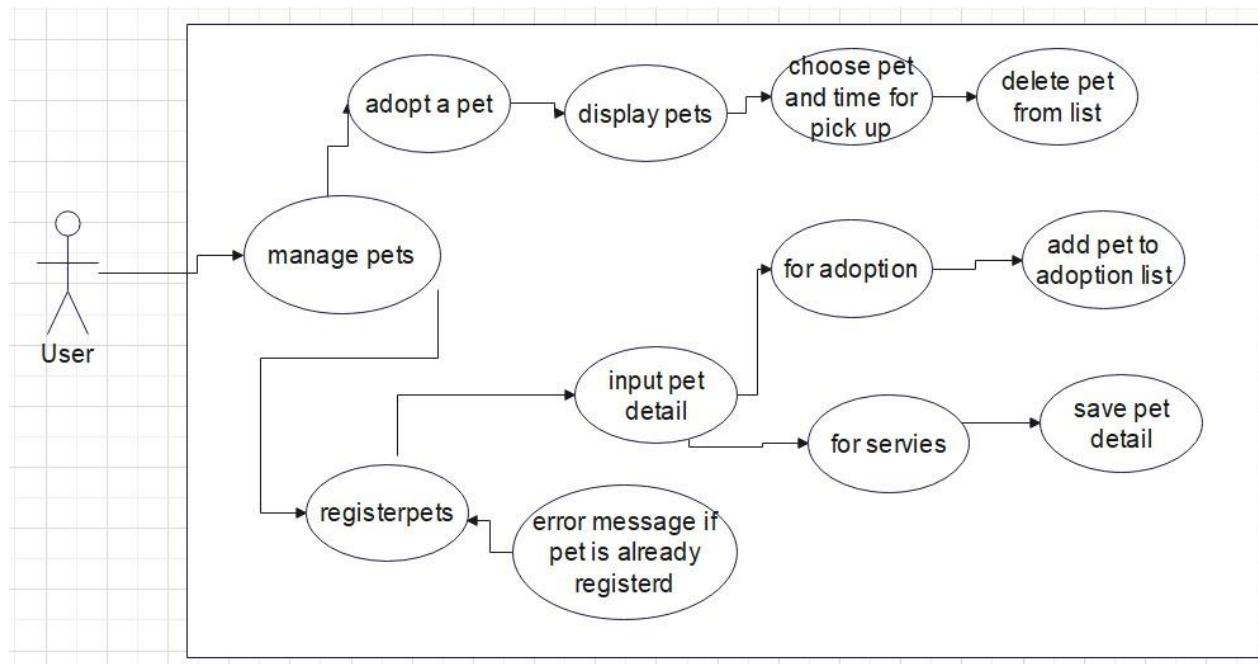 adopt a pet
display pets
choose pet
and time for
pick up
delete pet
from list
manage pets
User
for adoption
add pet to
adoption list
input pet
detail
for servies
save pet
detail
registerpets
error message if
pet is already
registerd